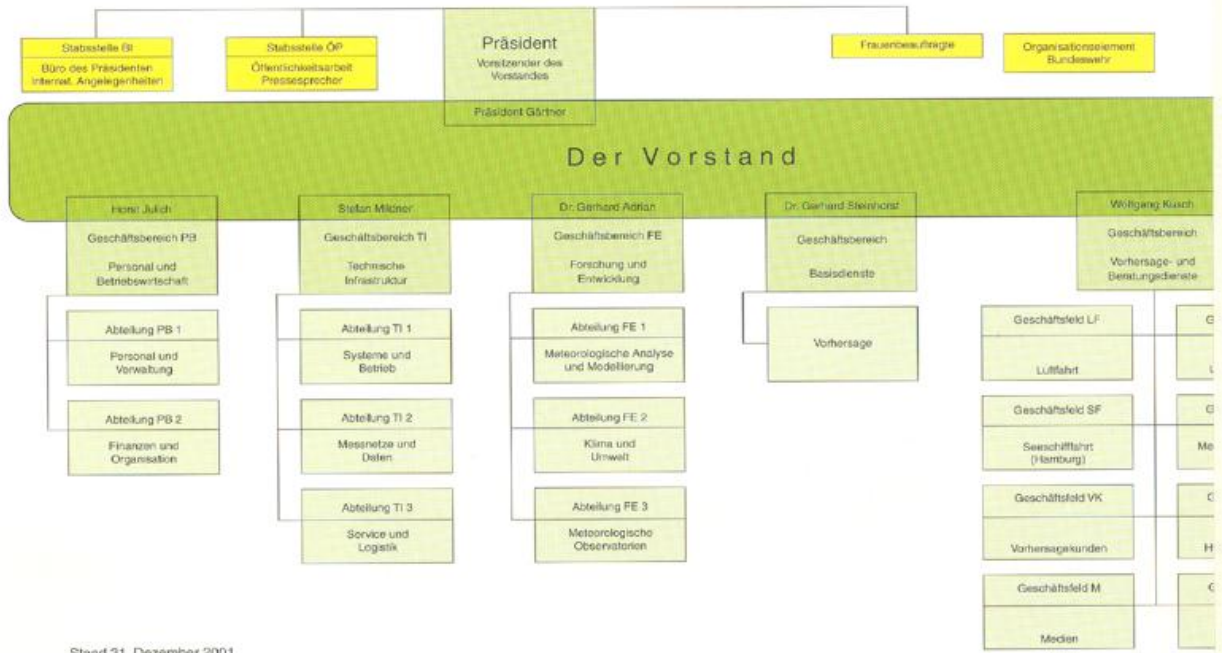 Stabsstelle BI
Büro des Präsidenten
Internat. Angelegenheiten
Stabsstelle ÖP
Öffentlichkeitsarbeit
Pressesprecher
Präsident
Vorsitzender des
Vorstandes
Präsident Gärtner
Frauenbeauftragte
Organisationselement
Bundeswehr
Der Vorstand
Horst Jülich
Geschäftsbereich PB
Personal und
Betriebswirtschaft
Abteilung PB 1
Personal und
Verwaltung
Abteilung PB 2
Finanzen und
Organisation
Stefan Mildner
Geschäftsbereich TI
Technische
Infrastruktur
Abteilung TI 1
Systeme und
Betrieb
Abteilung TI 2
Messnetze und
Daten
Abteilung TI 3
Service und
Logistik
Dr. Gerhard Adrian
Geschäftsbereich FE
Forschung und
Entwicklung
Abteilung FE 1
Meteorologische Analyse
und Modellierung
Abteilung FE 2
Klima und
Umwelt
Abteilung FE 3
Meteorologische
Observatorien
Dr. Gerhard Steinhorst
Geschäftsbereich
Basisdienste
Vorhersage
Wolfgang Kusch
Geschäftsbereich
Vorhersage- und
Beratungsdienste
Geschäftsfeld LF
Luftfahrt
Geschäftsfeld SF
Seeschifffahrt
(Hamburg)
Geschäftsfeld VK
Vorhersagekunden
Geschäftsfeld M
Medien
Stand 31. Dezember 2001